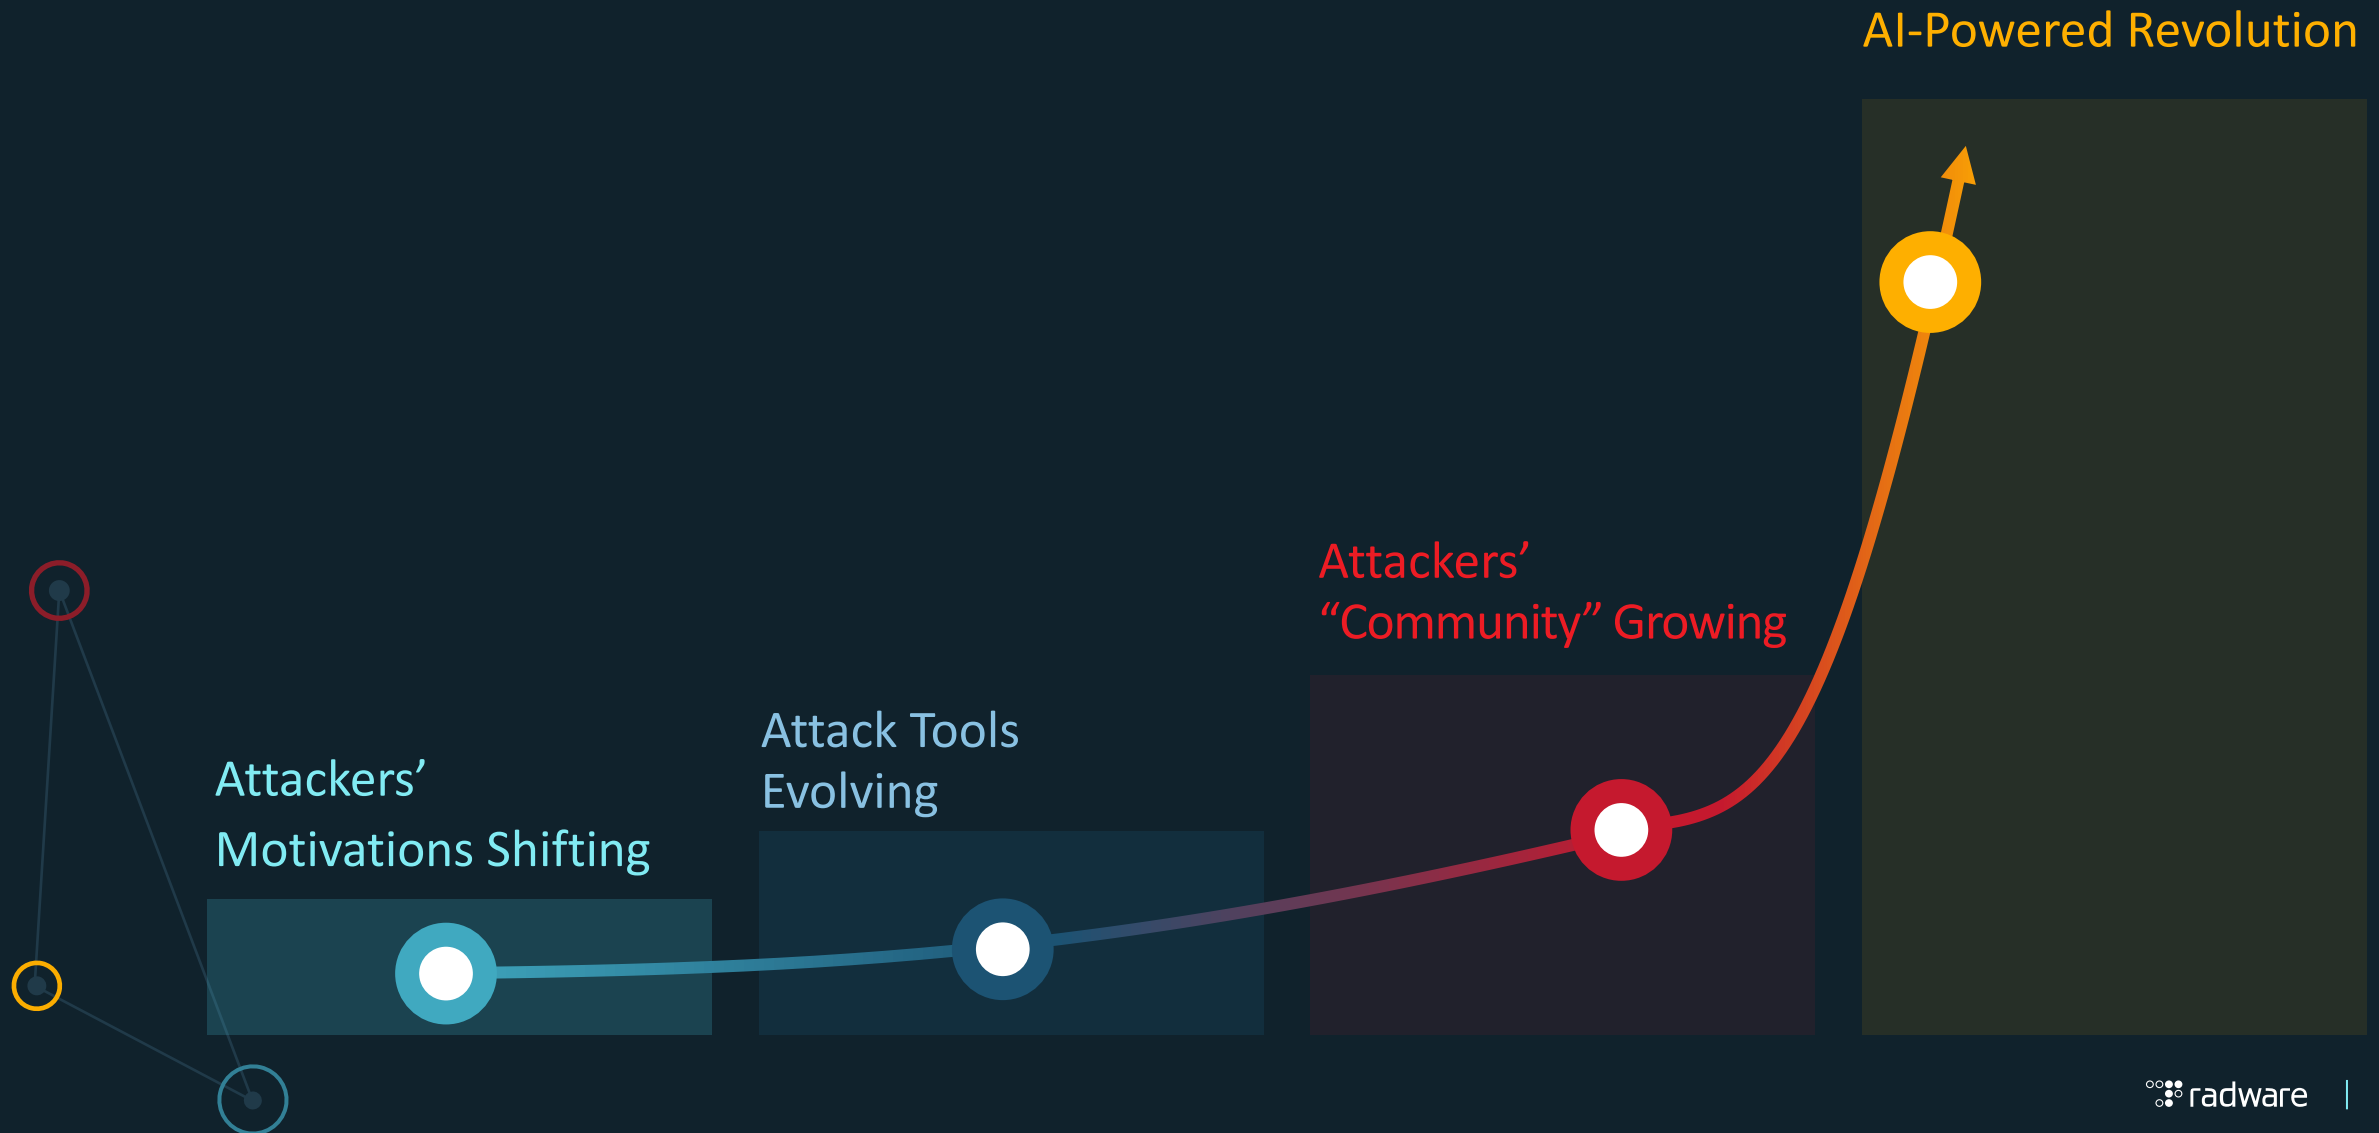 AI-Powered Revolution
Attackers’
“Community” Growing
Attack Tools
Evolving
Attackers’
Motivations Shifting
radware